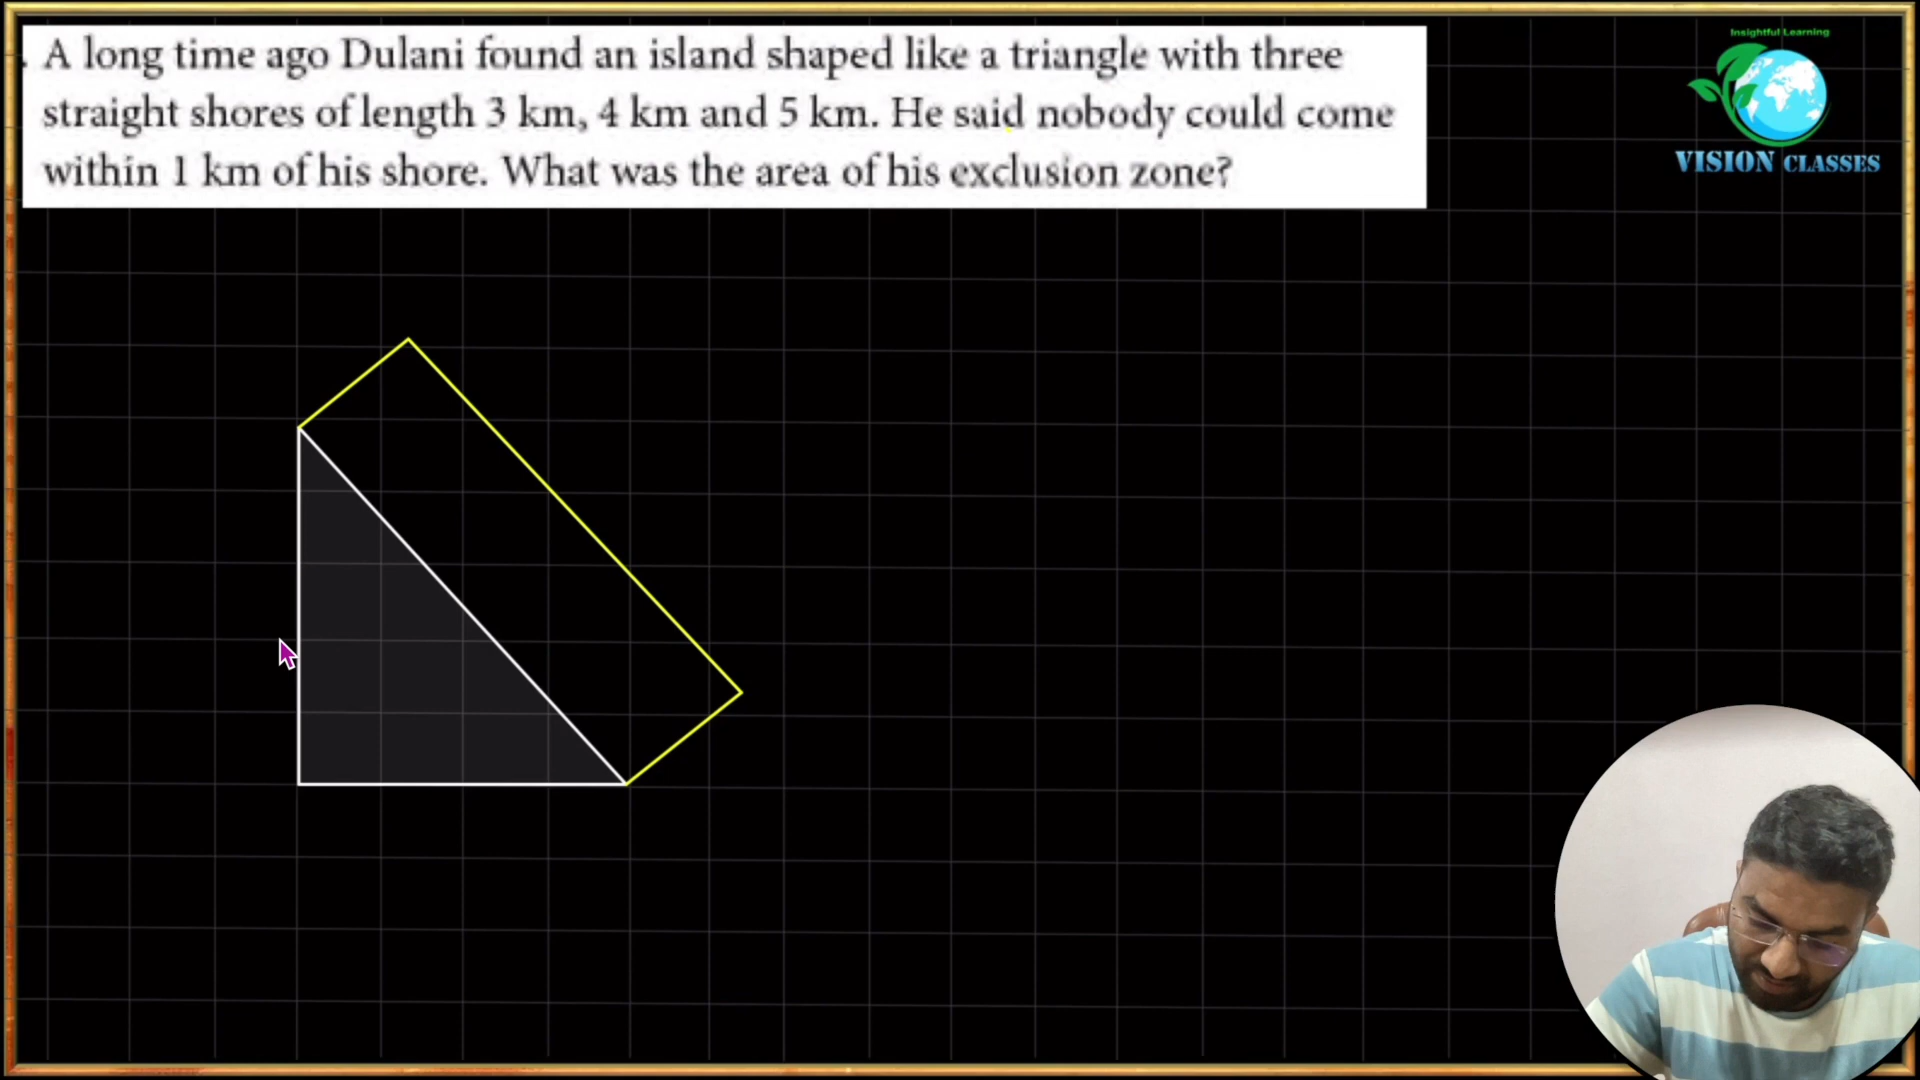 A long time ago Dulani found an island shaped like a triangle with three
straight shores of length 3 km, 4 km and 5 km. He said nobody could come
within 1 km of his shore. What was the area of his exclusion zone?
Insightful Learning
VISION CLASSES